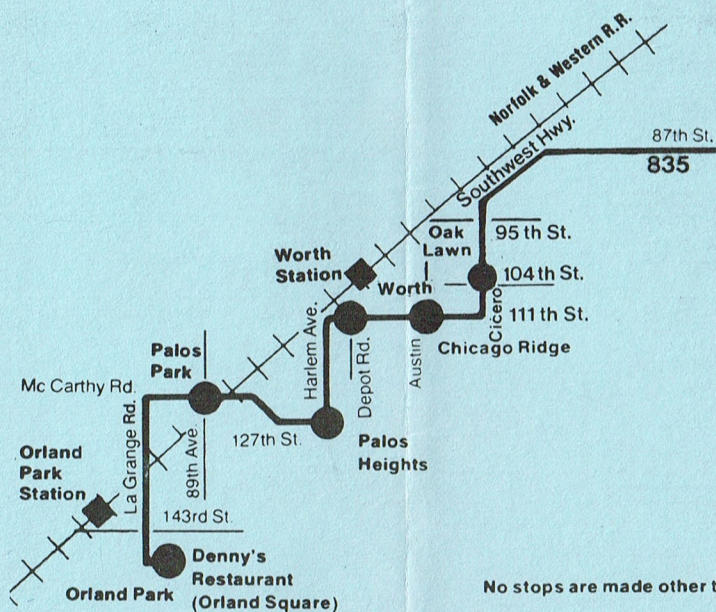 Norfolk & Western R.R.
Southwest Hwy.
87th St.
835
Oak
Lawn
95 th St.
104 th St.
Worth
Station
Worth
Cicero
111 th St.
Harlem Ave.
Depot Rd.
Austin
Chicago Ridge
Palos
Park
Mc Carthy Rd.
La Grange Rd.
89th Ave.
127th St.
Palos
Heights
Orland
Park
Station
143rd St.
Denny's
Restaurant
(Orland Square)
Orland Park
No stops are made other t